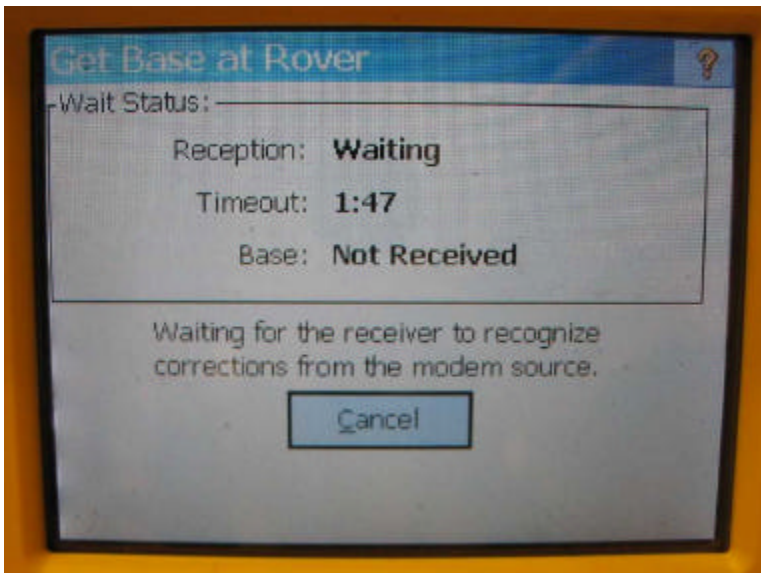 Get Base at Rover
?
Wait Status:
Reception: Waiting
Timeout: 1:47
Base: Not Received
Waiting for the receiver to recognize
corrections from the modem source.
Cancel